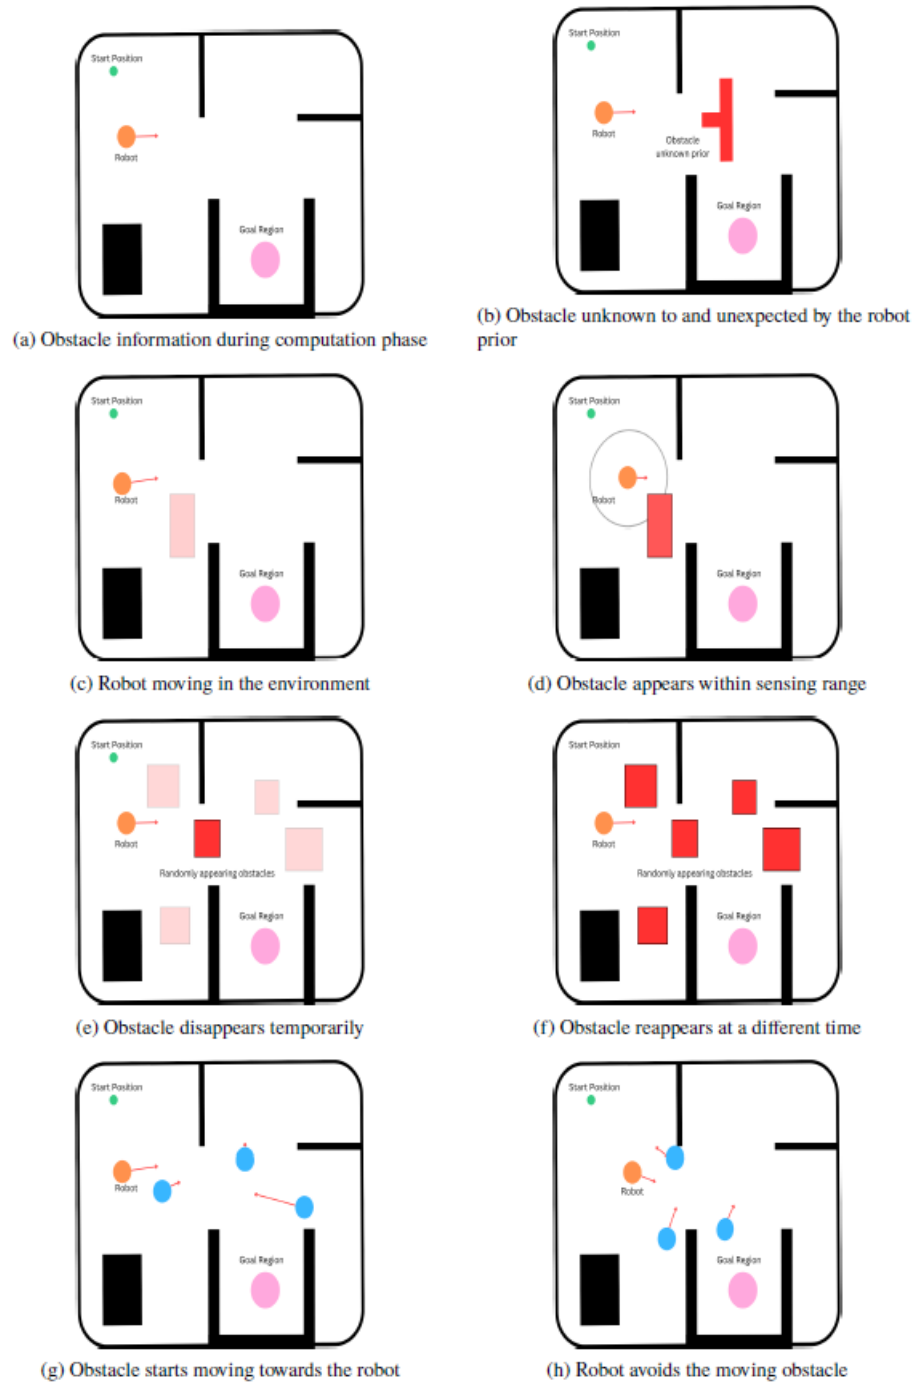 Start Position
Robot
Goal Region
(a) Obstacle information during computation phase
Start Position
Robot
Obstacle
unknown prior
Goal Region
(b) Obstacle unknown to and unexpected by the robot
prior
Start Position
Robot
Goal Region
(c) Robot moving in the environment
Start Position
Robot
Goal Region
(d) Obstacle appears within sensing range
Start Position
Robot
Randomly appearing obstacles
Goal Region
(e) Obstacle disappears temporarily
Start Position
Robot
Randomly appearing obstacles
Goal Region
(f) Obstacle reappears at a different time
Start Position
Robot
Goal Region
(g) Obstacle starts moving towards the robot
Start Position
Robot
Goal Region
(h) Robot avoids the moving obstacle